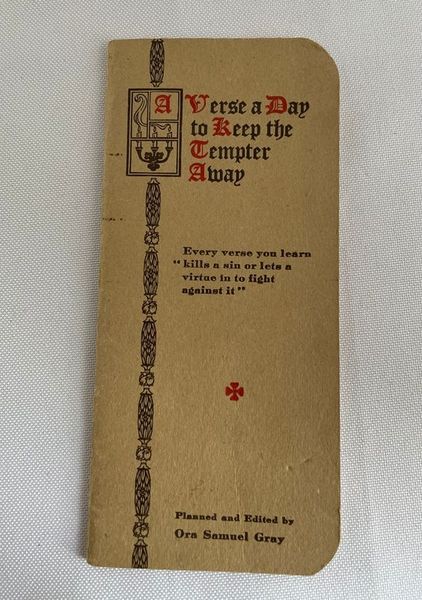 A Verse a Day
to Keep the
Tempter
Away
Every verse you learn
"kills a sin or lets a
virtue in to fight
against it"
Planned and Edited by
Ora Samuel Gray